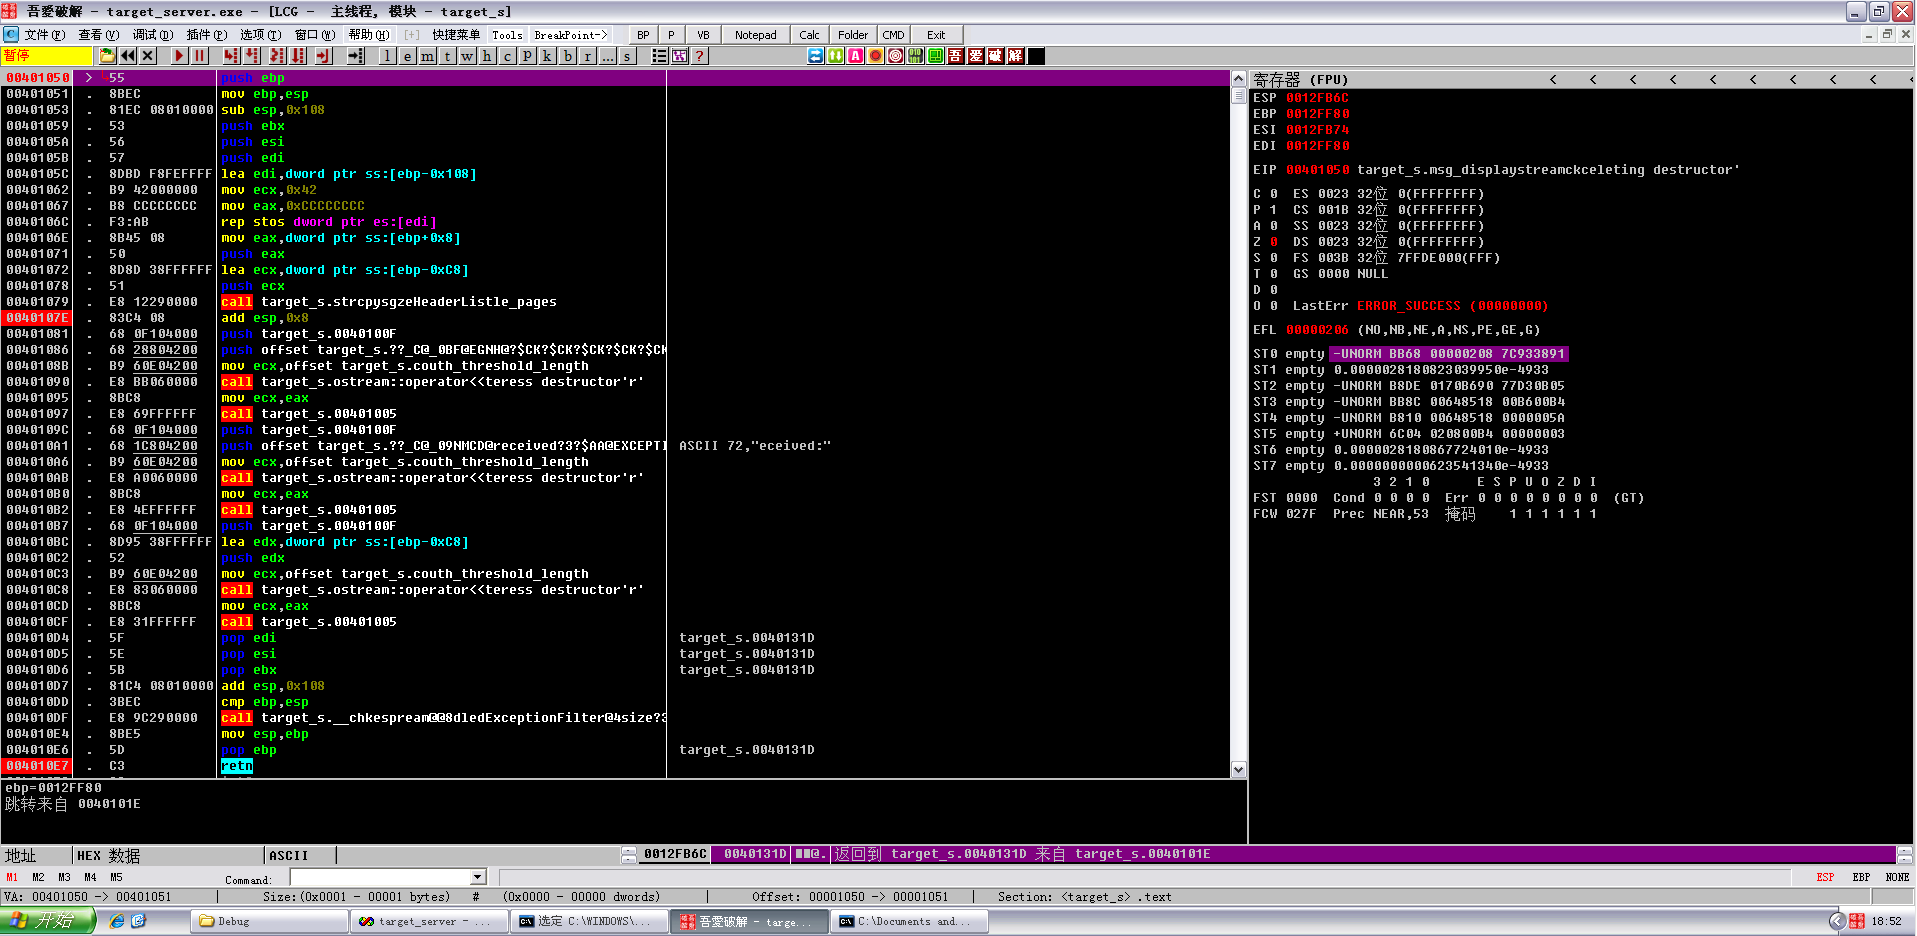 吾愛破解 - target_server.exe - [LCG - 主线程, 模块 - target_s]
文件(F) 查看(V) 调试(D) 插件(P) 选项(T) 窗口(W) 帮助(H) [+] 快捷菜单 Tools BreakPoint-> BP P VB Notepad Calc Folder CMD Exit
暂停 l e m t w h c p k b r ... s ? 吾 爱 破 解
00401050 > 55 push ebp
00401051 . 8BEC mov ebp,esp
00401053 . 81EC 08010000 sub esp,0x108
00401059 . 53 push ebx
0040105A . 56 push esi
0040105B . 57 push edi
0040105C . 8DBD F8FEFFFF lea edi,dword ptr ss:[ebp-0x108]
00401062 . B9 42000000 mov ecx,0x42
00401067 . B8 CCCCCCCC mov eax,0xCCCCCCCC
0040106C . F3:AB rep stos dword ptr es:[edi]
0040106E . 8B45 08 mov eax,dword ptr ss:[ebp+0x8]
00401071 . 50 push eax
00401072 . 8D8D 38FFFFFF lea ecx,dword ptr ss:[ebp-0xC8]
00401078 . 51 push ecx
00401079 . E8 12290000 call target_s.strcpysgzeHeaderListle_pages
0040107E . 83C4 08 add esp,0x8
00401081 . 68 0F104000 push target_s.0040100F
00401086 . 68 28804200 push offset target_s.??_C@_0BF@EGNH@?$CK?$CK?$CK?$CK?$CK
0040108B . B9 60E04200 mov ecx,offset target_s.couth_threshold_length
00401090 . E8 BB060000 call target_s.ostream::operator<<teress destructor'r'
00401095 . 8BC8 mov ecx,eax
00401097 . E8 69FFFFFF call target_s.00401005
0040109C . 68 0F104000 push target_s.0040100F
004010A1 . 68 1C804200 push offset target_s.??_C@_09NMCD@received?3?$AA@EXCEPTI ASCII 72,"eceived:"
004010A6 . B9 60E04200 mov ecx,offset target_s.couth_threshold_length
004010AB . E8 A0060000 call target_s.ostream::operator<<teress destructor'r'
004010B0 . 8BC8 mov ecx,eax
004010B2 . E8 4EFFFFFF call target_s.00401005
004010B7 . 68 0F104000 push target_s.0040100F
004010BC . 8D95 38FFFFFF lea edx,dword ptr ss:[ebp-0xC8]
004010C2 . 52 push edx
004010C3 . B9 60E04200 mov ecx,offset target_s.couth_threshold_length
004010C8 . E8 83060000 call target_s.ostream::operator<<teress destructor'r'
004010CD . 8BC8 mov ecx,eax
004010CF . E8 31FFFFFF call target_s.00401005
004010D4 . 5F pop edi target_s.0040131D
004010D5 . 5E pop esi target_s.0040131D
004010D6 . 5B pop ebx target_s.0040131D
004010D7 . 81C4 08010000 add esp,0x108
004010DD . 3BEC cmp ebp,esp
004010DF . E8 9C290000 call target_s.__chkespream@@8dledExceptionFilter@4size?3
004010E4 . 8BE5 mov esp,ebp
004010E6 . 5D pop ebp target_s.0040131D
004010E7 . C3 retn
ebp=0012FF80
跳转来自 0040101E
寄存器 (FPU) < < < < < < < < < <
ESP 0012FB6C
EBP 0012FF80
ESI 0012FB74
EDI 0012FF80
EIP 00401050 target_s.msg_displaystreamckceleting destructor'
C 0 ES 0023 32位 0(FFFFFFFF)
P 1 CS 001B 32位 0(FFFFFFFF)
A 0 SS 0023 32位 0(FFFFFFFF)
Z 0 DS 0023 32位 0(FFFFFFFF)
S 0 FS 003B 32位 7FFDE000(FFF)
T 0 GS 0000 NULL
D 0
O 0 LastErr ERROR_SUCCESS (00000000)
EFL 00000206 (NO,NB,NE,A,NS,PE,GE,G)
ST0 empty -UNORM BB68 00000208 7C933891
ST1 empty 0.0000028180823039950e-4933
ST2 empty -UNORM B8DE 0170B690 77D30B05
ST3 empty -UNORM BB8C 00648518 00B600B4
ST4 empty -UNORM B810 00648518 0000005A
ST5 empty +UNORM 6C04 020800B4 00000003
ST6 empty 0.0000028180867724010e-4933
ST7 empty 0.0000000000623541340e-4933
3 2 1 0 E S P U O Z D I
FST 0000 Cond 0 0 0 0 Err 0 0 0 0 0 0 0 0 (GT)
FCW 027F Prec NEAR,53 掩码 1 1 1 1 1 1
地址 HEX 数据 ASCII
0012FB6C 0040131D @. 返回到 target_s.0040131D 来自 target_s.0040101E
M1 M2 M3 M4 M5 Command: ESP EBP NONE
VA: 00401050 -> 00401051 Size:(0x0001 - 00001 bytes) # (0x0000 - 00000 dwords) Offset: 00001050 -> 00001051 Section: <target_s> .text
开始 Debug target_server - ... 选定 C:\WINDOWS\... 吾愛破解 - targe... C:\Documents and... 18:52